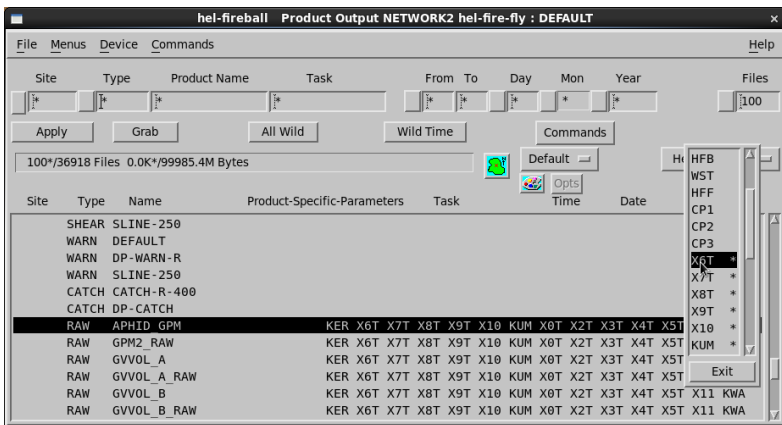 hel-fireball Product Output NETWORK2 hel-fire-fly : DEFAULT ×
File Menus Device Commands Help
Site Type Product Name Task From To Day Mon Year Files
* * * * * * * * * 100
Apply Grab All Wild Wild Time Commands
100*/36918 Files 0.0K*/99985.4M Bytes Default He
Opts
Site Type Name Product-Specific-Parameters Task Time Date
SHEAR SLINE-250
WARN DEFAULT
WARN DP-WARN-R
WARN SLINE-250
CATCH CATCH-R-400
CATCH DP-CATCH
RAW APHID_GPM KER X6T X7T X8T X9T X10 KUM X0T X2T X3T X4T X5T
RAW GPM2_RAW KER X6T X7T X8T X9T X10 KUM X0T X2T X3T X4T X5T
RAW GVVOL_A KER X6T X7T X8T X9T X10 KUM X0T X2T X3T X4T X5T
RAW GVVOL_A_RAW KER X6T X7T X8T X9T X10 KUM X0T X2T X3T X4T X5T
RAW GVVOL_B KER X6T X7T X8T X9T X10 KUM X0T X2T X3T X4T X5T X11 KWA
RAW GVVOL_B_RAW KER X6T X7T X8T X9T X10 KUM X0T X2T X3T X4T X5T X11 KWA
HFB
WST
HFF
CP1
CP2
CP3
X6T *
X7T *
X8T *
X9T *
X10 *
KUM *
Exit